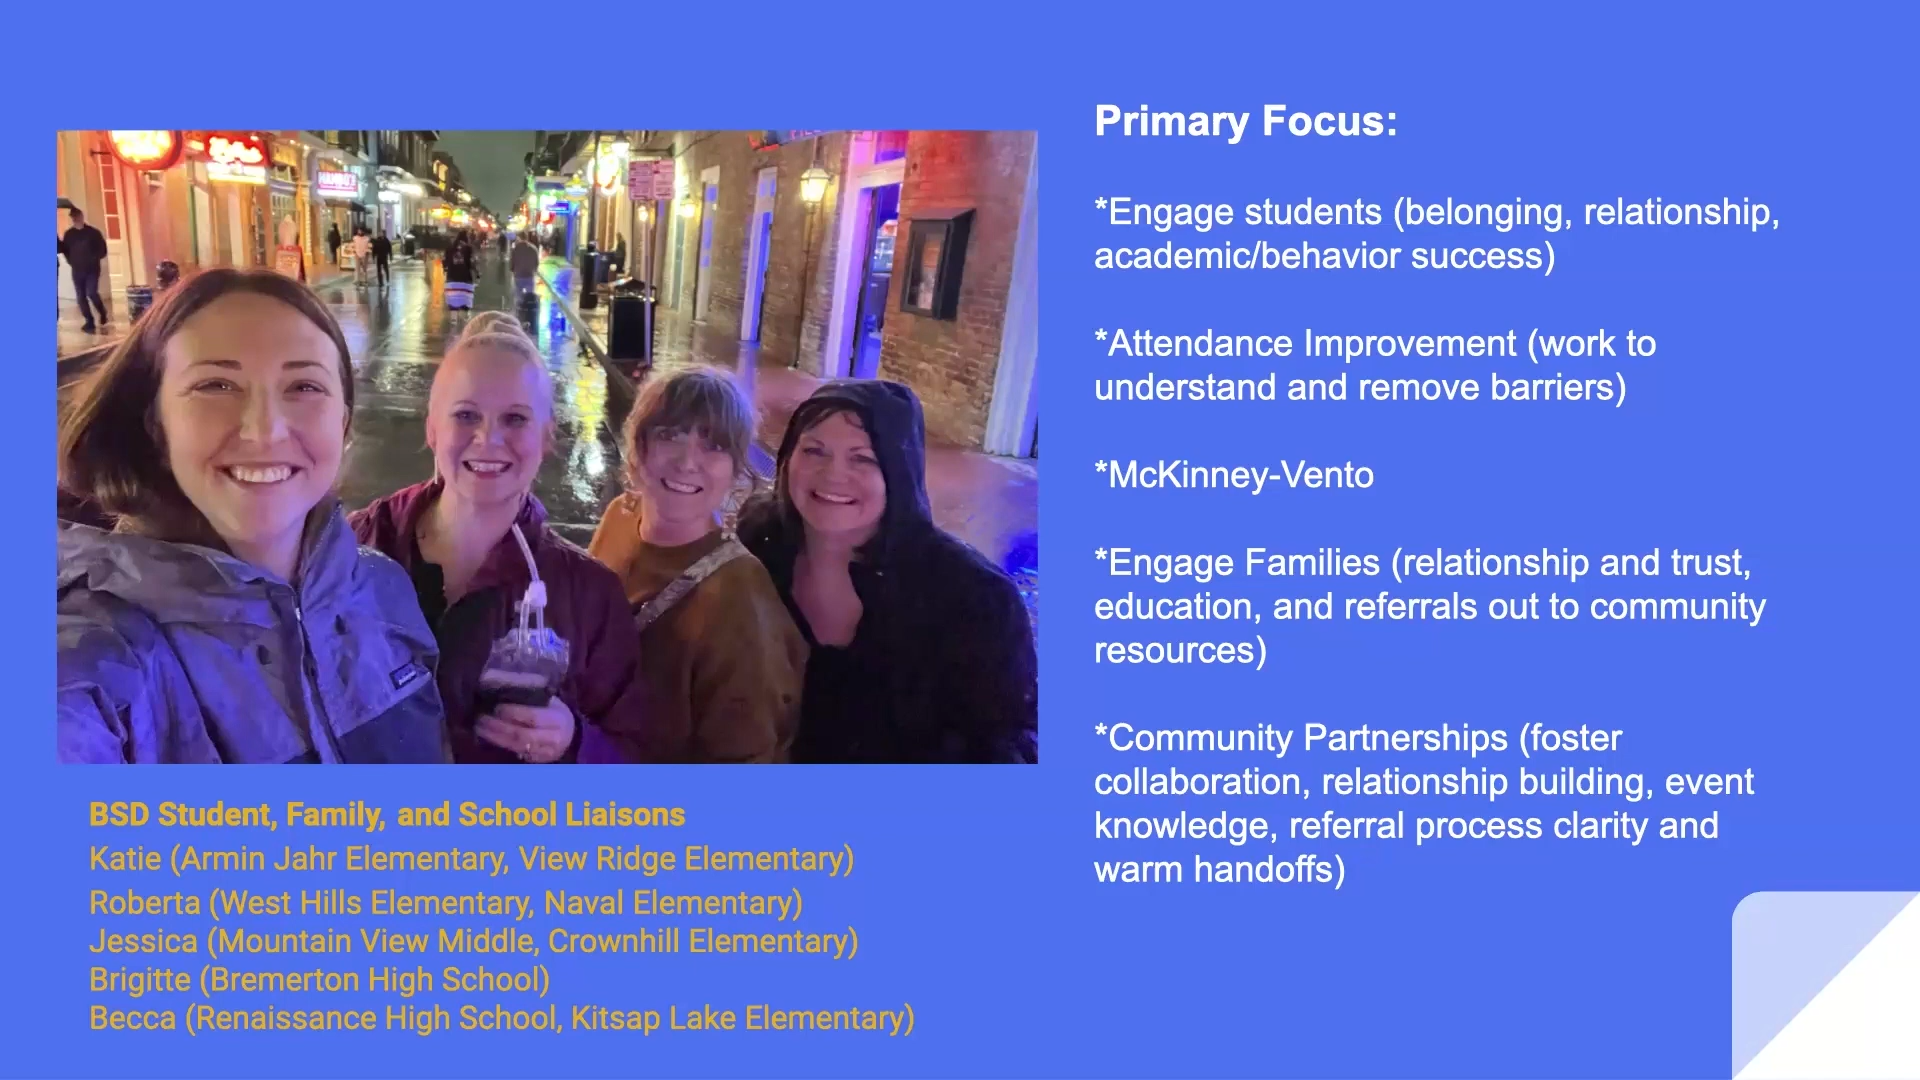 Primary Focus:
*Engage students (belonging, relationship,
academic/behavior success)
*Attendance Improvement (work to
understand and remove barriers)
*McKinney-Vento
*Engage Families (relationship and trust,
education, and referrals out to community
resources)
*Community Partnerships (foster
collaboration, relationship building, event
knowledge, referral process clarity and
warm handoffs)
BSD Student, Family, and School Liaisons
Katie (Armin Jahr Elementary, View Ridge Elementary)
Roberta (West Hills Elementary, Naval Elementary)
Jessica (Mountain View Middle, Crownhill Elementary)
Brigitte (Bremerton High School)
Becca (Renaissance High School, Kitsap Lake Elementary)